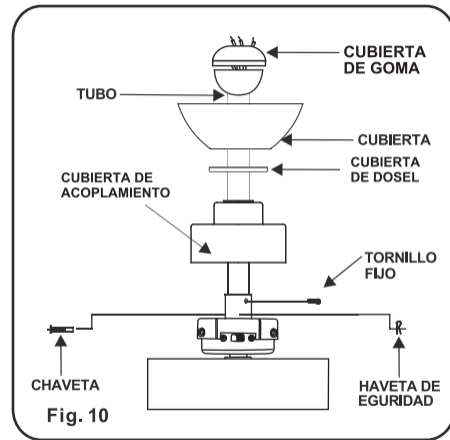 CUBIERTA
DE GOMA
TUBO
CUBIERTA
CUBIERTA
DE DOSEL
CUBIERTA DE
ACOPLAMIENTO
TORNILLO
FIJO
CHAVETA
HAVETA DE
EGURIDAD
Fig. 10